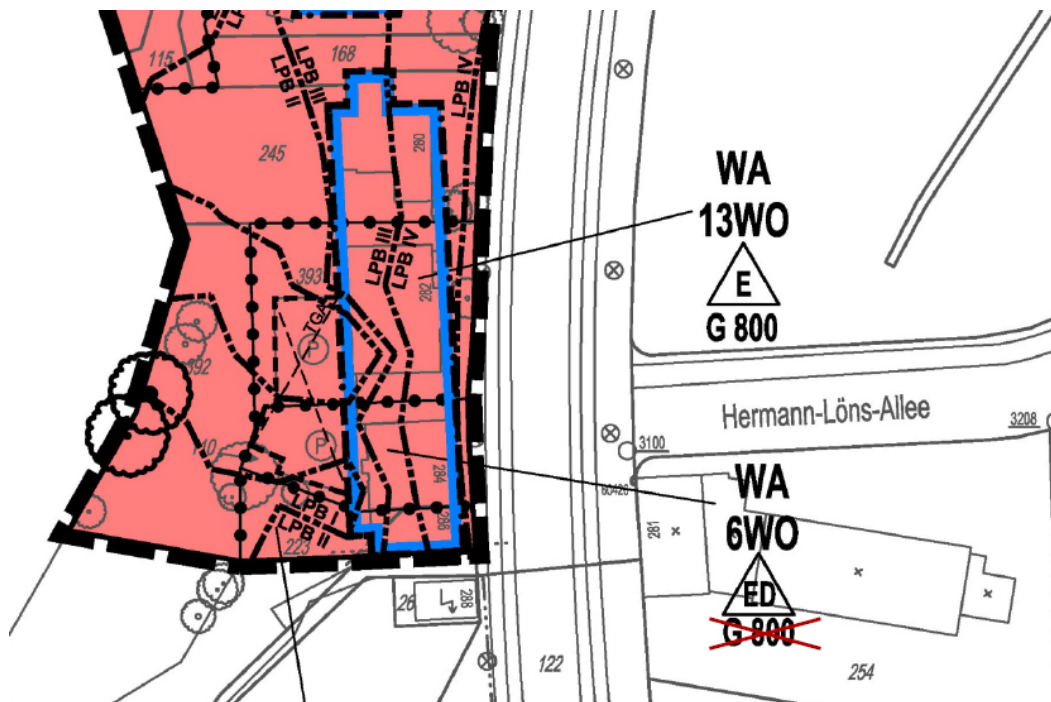 115
168
LPB III
LPB II
LPB IV
245
280
WA
13WO
E
G 800
LPB III
LPB IV
393
282
TGA
P
392
Hermann-Löns-Allee
3208
3100
10
P
284
60428
WA
6WO
ED
G 800
281
LPB I
LPB II
286
223
26
288
122
254